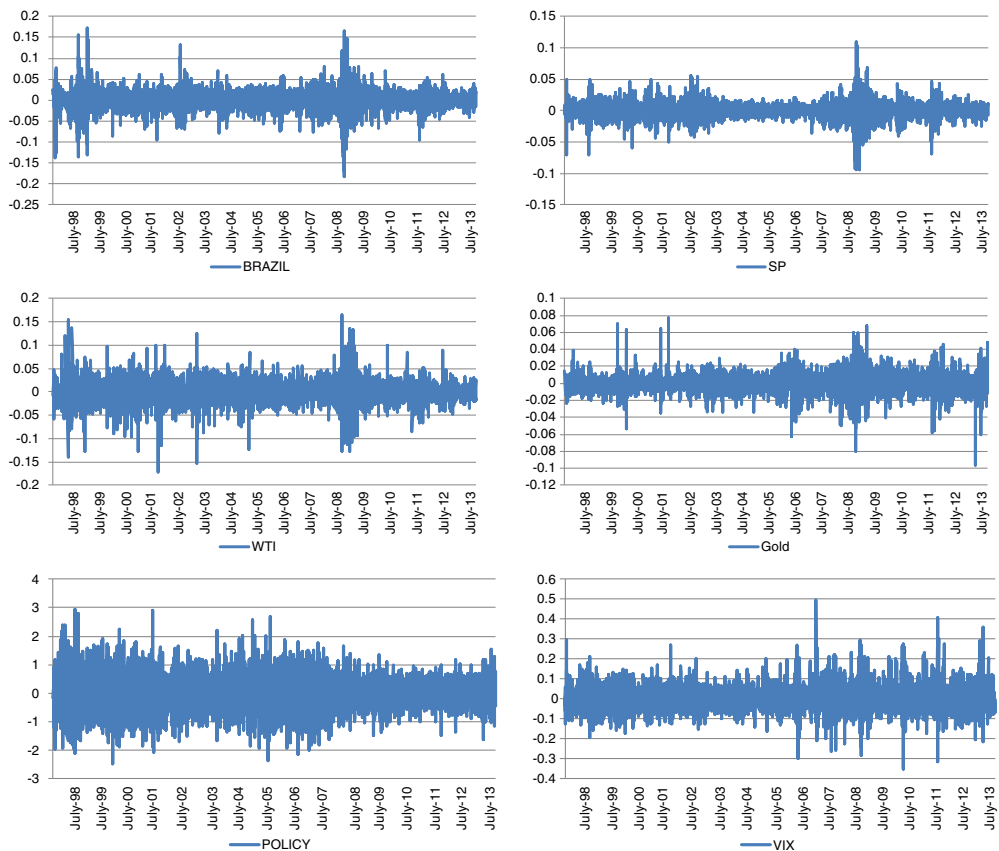 0.2
0.15
0.1
0.05
0
-0.05
-0.1
-0.15
-0.2
-0.25
July-98
July-99
July-00
July-01
July-02
July-03
July-04
July-05
July-06
July-07
July-08
July-09
July-10
July-11
July-12
July-13
BRAZIL
0.15
0.1
0.05
0
-0.05
-0.1
-0.15
July-98
July-99
July-00
July-01
July-02
July-03
July-04
July-05
July-06
July-07
July-08
July-09
July-10
July-11
July-12
July-13
SP
0.2
0.15
0.1
0.05
0
-0.05
-0.1
-0.15
-0.2
July-98
July-99
July-00
July-01
July-02
July-03
July-04
July-05
July-06
July-07
July-08
July-09
July-10
July-11
July-12
July-13
WTI
0.1
0.08
0.06
0.04
0.02
0
-0.02
-0.04
-0.06
-0.08
-0.1
-0.12
July-98
July-99
July-00
July-01
July-02
July-03
July-04
July-05
July-06
July-07
July-08
July-09
July-10
July-11
July-12
July-13
Gold
4
3
2
1
0
-1
-2
-3
July-98
July-99
July-00
July-01
July-02
July-03
July-04
July-05
July-06
July-07
July-08
July-09
July-10
July-11
July-12
July-13
POLICY
0.6
0.5
0.4
0.3
0.2
0.1
0
-0.1
-0.2
-0.3
-0.4
July-98
July-99
July-00
July-01
July-02
July-03
July-04
July-05
July-06
July-07
July-08
July-09
July-10
July-11
July-12
July-13
VIX